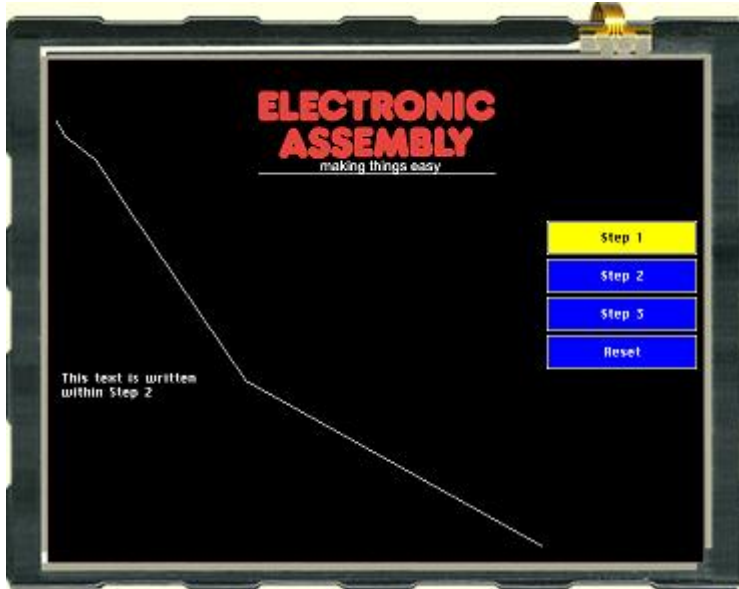 ELECTRONIC
ASSEMBLY
making things easy
Step 1
Step 2
Step 3
Reset
This text is written
within Step 2